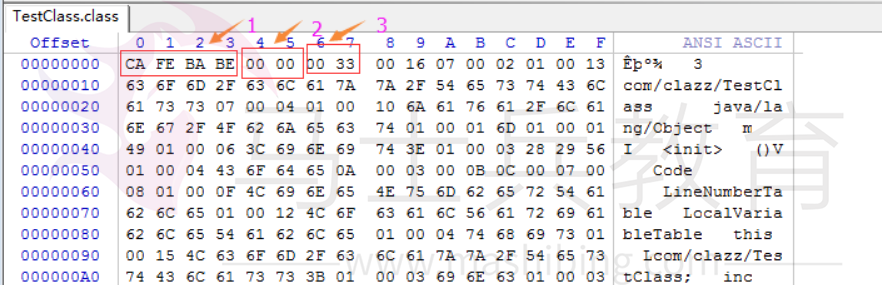 TestClass.class
1 2 3
Offset 0 1 2 3 4 5 6 7 8 9 A B C D E F ANSI ASCII
00000000 CA FE BA BE 00 00 00 33 00 16 07 00 02 01 00 13 Êþº¾ 3
00000010 63 6F 6D 2F 63 6C 61 7A 7A 2F 54 65 73 74 43 6C com/clazz/TestCl
00000020 61 73 73 07 00 04 01 00 10 6A 61 76 61 2F 6C 61 ass java/la
00000030 6E 67 2F 4F 62 6A 65 63 74 01 00 01 6D 01 00 01 ng/Object m
00000040 49 01 00 06 3C 69 6E 69 74 3E 01 00 03 28 29 56 I <init> ()V
00000050 01 00 04 43 6F 64 65 0A 00 03 00 0B 0C 00 07 00 Code
00000060 08 01 00 0F 4C 69 6E 65 4E 75 6D 62 65 72 54 61 LineNumberTa
00000070 62 6C 65 01 00 12 4C 6F 63 61 6C 56 61 72 69 61 ble LocalVaria
00000080 62 6C 65 54 61 62 6C 65 01 00 04 74 68 69 73 01 bleTable this
00000090 00 15 4C 63 6F 6D 2F 63 6C 61 7A 7A 2F 54 65 73 Lcom/clazz/Tes
000000A0 74 43 6C 61 73 73 3B 01 00 03 69 6E 63 01 00 03 tClass; inc
马士兵教育
www.mashibing.com